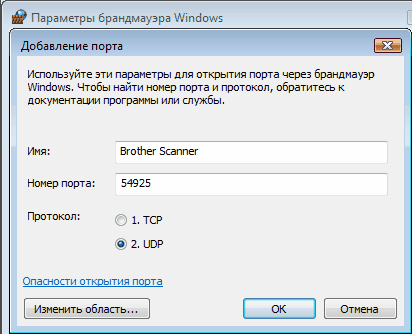 Параметры брандмауэра Windows
Добавление порта
Используйте эти параметры для открытия порта через брандмауэр
Windows. Чтобы найти номер порта и протокол, обратитесь к
документации программы или службы.
Имя: Brother Scanner
Номер порта: 54925
Протокол: 1. TCP
2. UDP
Опасности открытия порта
Изменить область... ОК Отмена